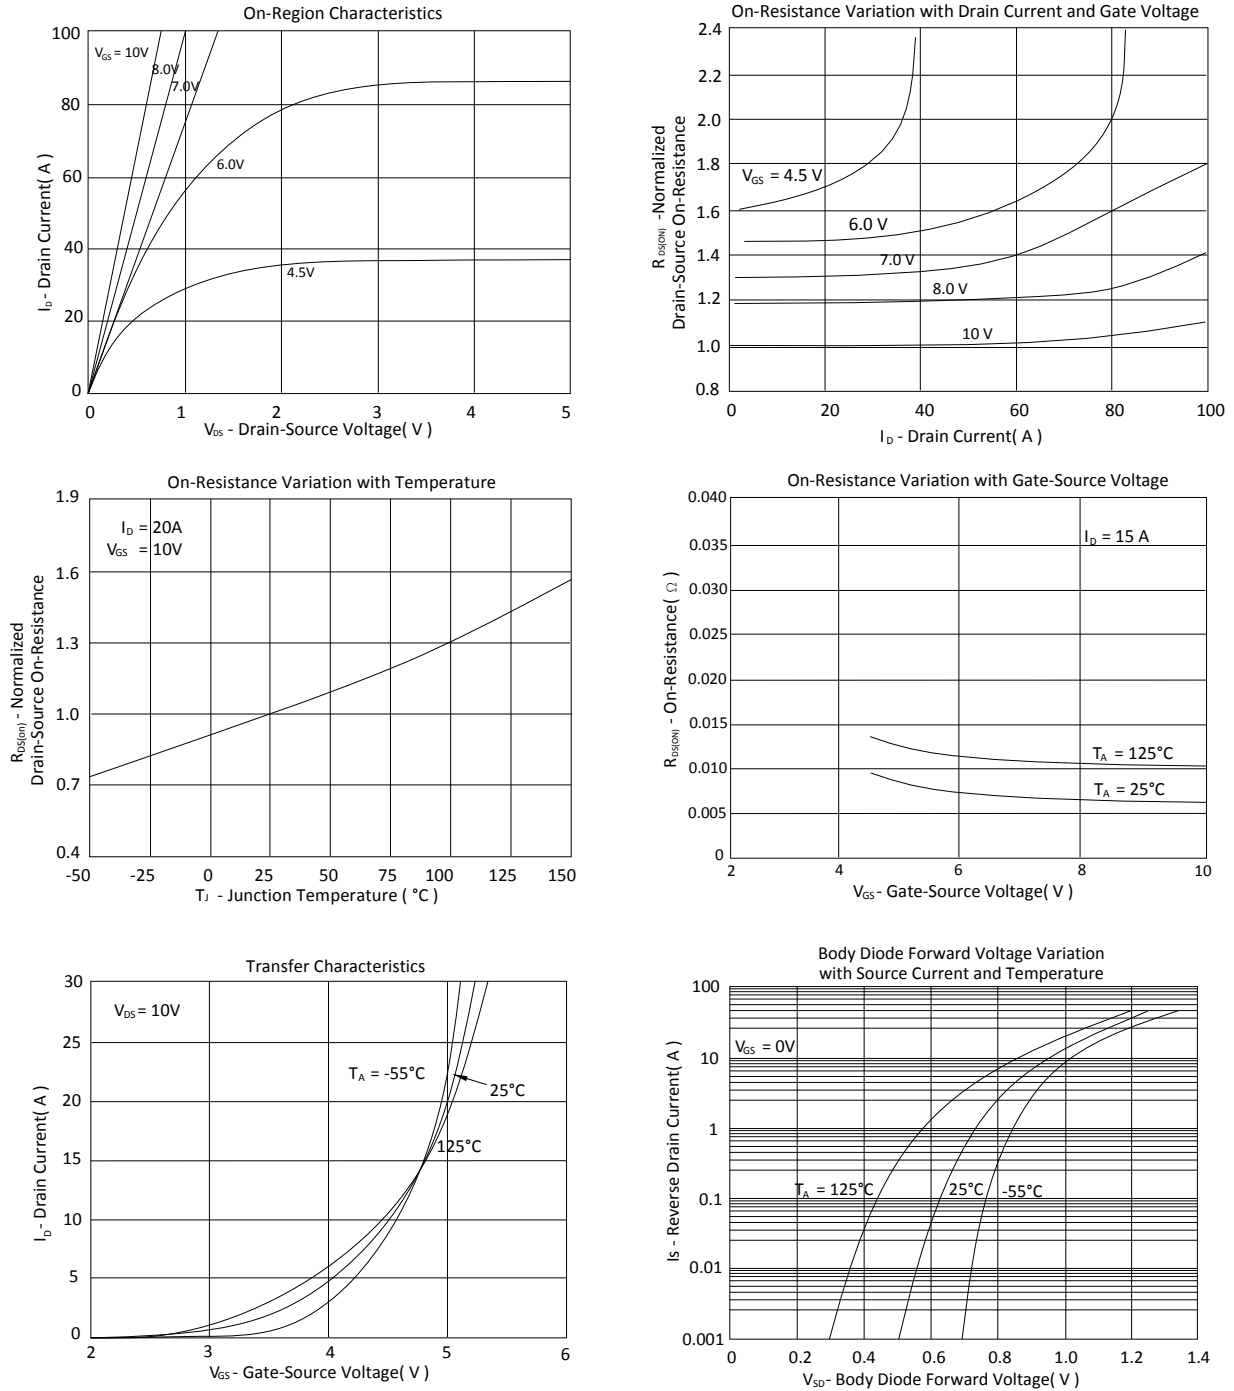 On-Region Characteristics
100
80
60
40
20
0
V_GS = 10V
8.0V
7.0V
6.0V
4.5V
0 1 2 3 4 5
I_D - Drain Current( A )
V_DS - Drain-Source Voltage( V )
On-Resistance Variation with Drain Current and Gate Voltage
2.4
2.2
2.0
1.8
1.6
1.4
1.2
1.0
0.8
V_GS = 4.5 V
6.0 V
7.0 V
8.0 V
10 V
0 20 40 60 80 100
R_DS(ON) -Normalized
Drain-Source On-Resistance
I_D - Drain Current( A )
On-Resistance Variation with Temperature
1.9
1.6
1.3
1.0
0.7
0.4
I_D = 20A
V_GS = 10V
-50 -25 0 25 50 75 100 125 150
R_DS(on) - Normalized
Drain-Source On-Resistance
T_J - Junction Temperature ( °C )
On-Resistance Variation with Gate-Source Voltage
0.040
0.035
0.030
0.025
0.020
0.015
0.010
0.005
0
I_D = 15 A
T_A = 125°C
T_A = 25°C
2 4 6 8 10
R_DS(ON) - On-Resistance( Ω )
V_GS - Gate-Source Voltage( V )
Transfer Characteristics
30
25
20
15
10
5
0
V_DS = 10V
T_A = -55°C
25°C
125°C
2 3 4 5 6
I_D - Drain Current( A )
V_GS - Gate-Source Voltage( V )
Body Diode Forward Voltage Variation
with Source Current and Temperature
100
10
1
0.1
0.01
0.001
V_GS = 0V
T_A = 125°C
25°C
-55°C
0 0.2 0.4 0.6 0.8 1.0 1.2 1.4
Is - Reverse Drain Current( A )
V_SD - Body Diode Forward Voltage( V )